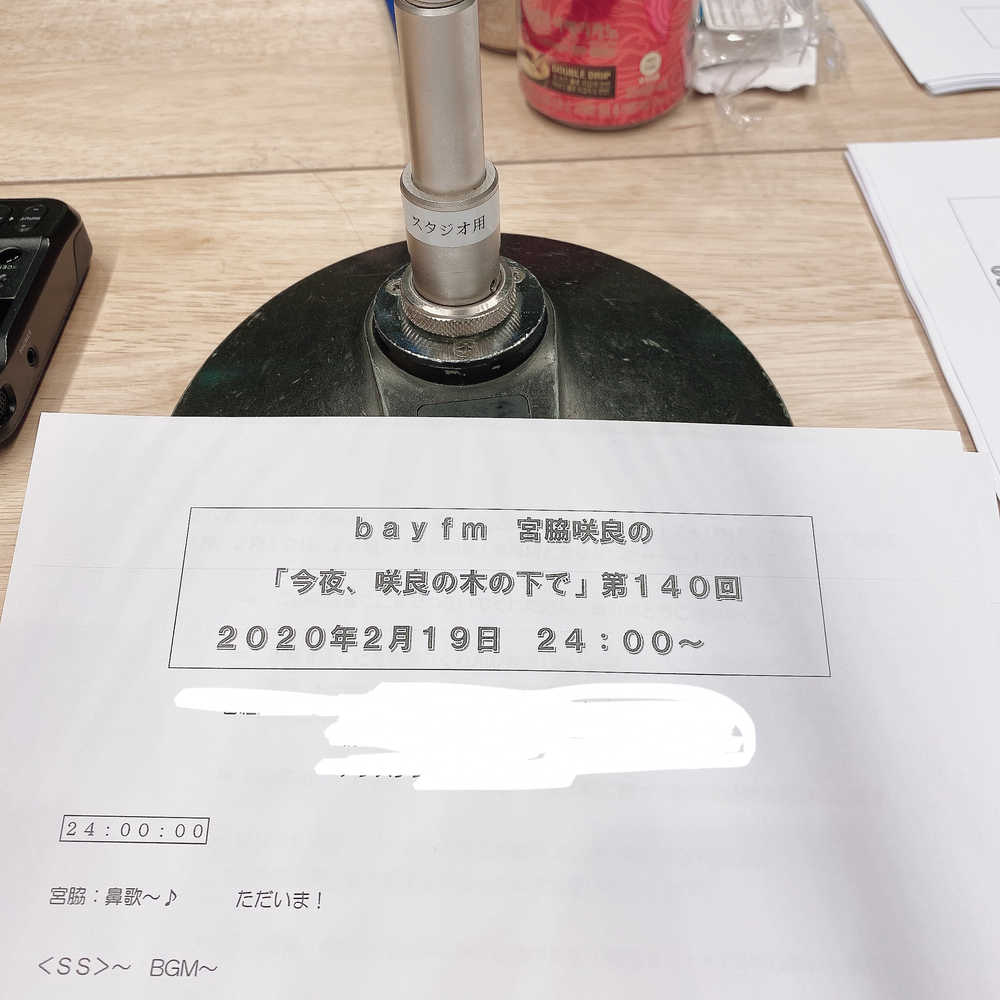 DOUBLE DRIP
スタジオ用
ｂａｙｆｍ　宮脇咲良の
「今夜、咲良の木の下で」第１４０回
２０２０年２月１９日　２４：００～
２４：００：００
宮脇：鼻歌～♪　ただいま！
＜ＳＳ＞～　BGM～